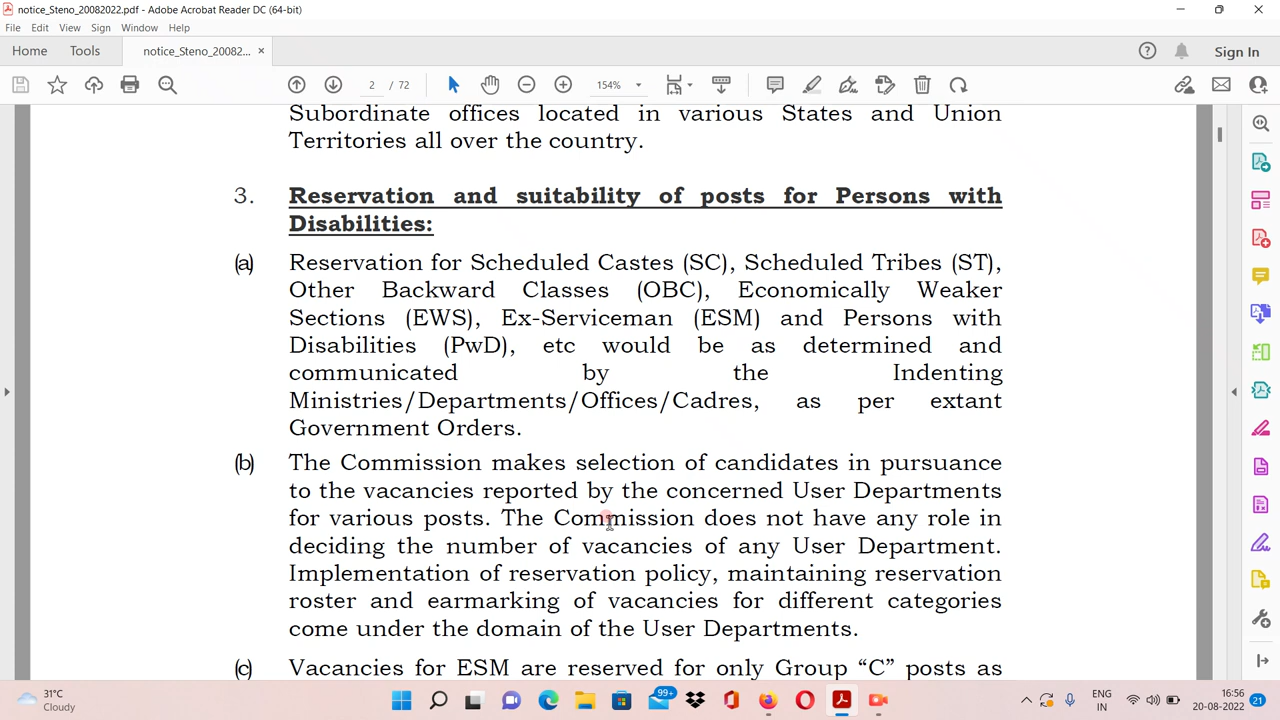 notice_Steno_20082022.pdf - Adobe Acrobat Reader DC (64-bit)
File Edit View Sign Window Help
Home Tools notice_Steno_20082... × Sign In
2 / 72 154%
Subordinate offices located in various States and Union
Territories all over the country.
3. Reservation and suitability of posts for Persons with
Disabilities:
(a) Reservation for Scheduled Castes (SC), Scheduled Tribes (ST),
Other Backward Classes (OBC), Economically Weaker
Sections (EWS), Ex-Serviceman (ESM) and Persons with
Disabilities (PwD), etc would be as determined and
communicated by the Indenting
Ministries/Departments/Offices/Cadres, as per extant
Government Orders.
(b) The Commission makes selection of candidates in pursuance
to the vacancies reported by the concerned User Departments
for various posts. The Commission does not have any role in
deciding the number of vacancies of any User Department.
Implementation of reservation policy, maintaining reservation
roster and earmarking of vacancies for different categories
come under the domain of the User Departments.
(c) Vacancies for ESM are reserved for only Group “C” posts as
31°C
Cloudy
99+
ENG
IN
16:56
20-08-2022
21